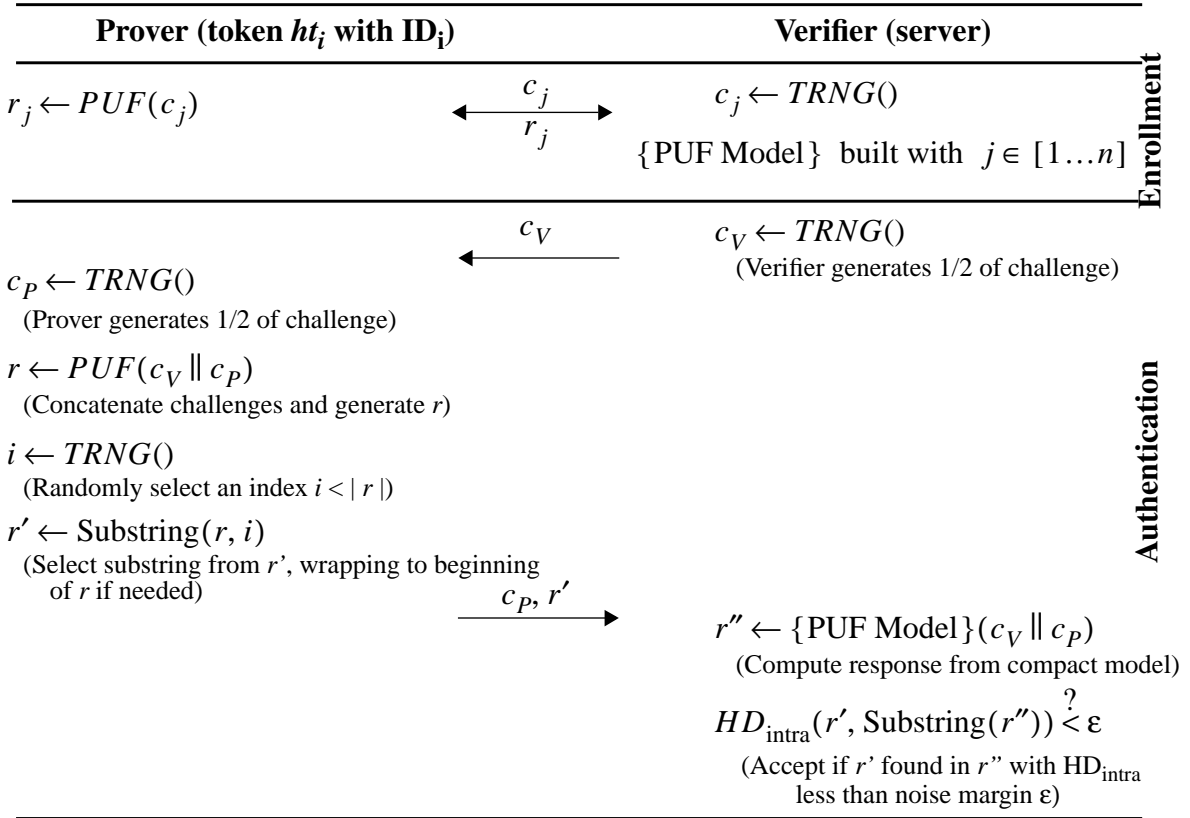 Prover (token ht_i with ID_i) Verifier (server)
r_j ← PUF(c_j) c_j c_j ← TRNG()
r_j
{PUF Model} built with j ∈ [1…n]
Enrollment
c_V c_V ← TRNG()
(Verifier generates 1/2 of challenge)
c_P ← TRNG()
(Prover generates 1/2 of challenge)
r ← PUF(c_V || c_P)
(Concatenate challenges and generate r)
i ← TRNG()
(Randomly select an index i < | r |)
r′ ← Substring(r, i)
(Select substring from r’, wrapping to beginning
of r if needed)
c_P, r′
r″ ← {PUF Model}(c_V || c_P)
(Compute response from compact model)
?
HD_intra(r′, Substring(r″)) < ε
(Accept if r’ found in r” with HD_intra
less than noise margin ε)
Authentication